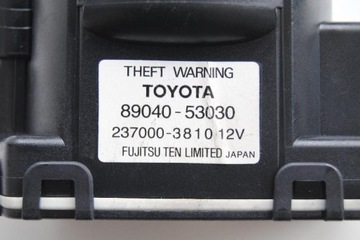 THEFT WARNING
TOYOTA
89040-53030
237000-3810 12V
FUJITSU TEN LIMITED JAPAN